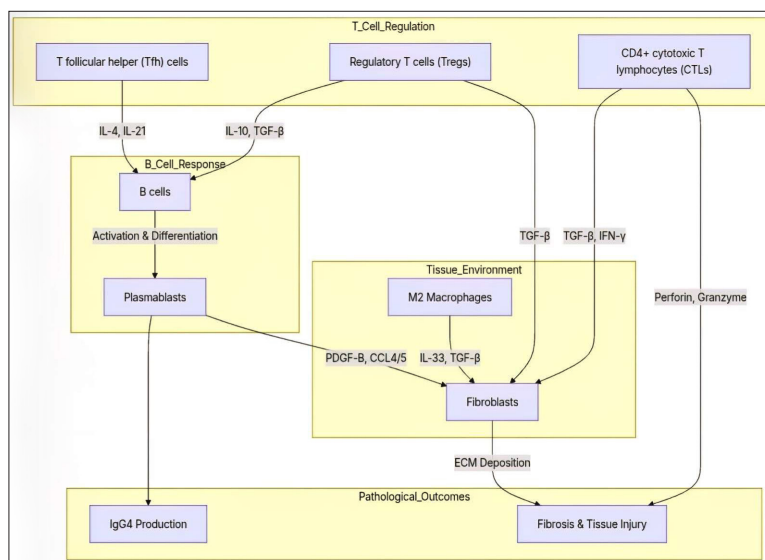 T_Cell_Regulation
T follicular helper (Tfh) cells
Regulatory T cells (Tregs)
CD4+ cytotoxic T
lymphocytes (CTLs)
IL-4, IL-21
IL-10, TGF-β
B_Cell_Response
B cells
Activation & Differentiation
TGF-β
TGF-β, IFN-γ
Tissue_Environment
Plasmablasts
M2 Macrophages
Perforin, Granzyme
PDGF-B, CCL4/5
IL-33, TGF-β
Fibroblasts
ECM Deposition
Pathological_Outcomes
IgG4 Production
Fibrosis & Tissue Injury